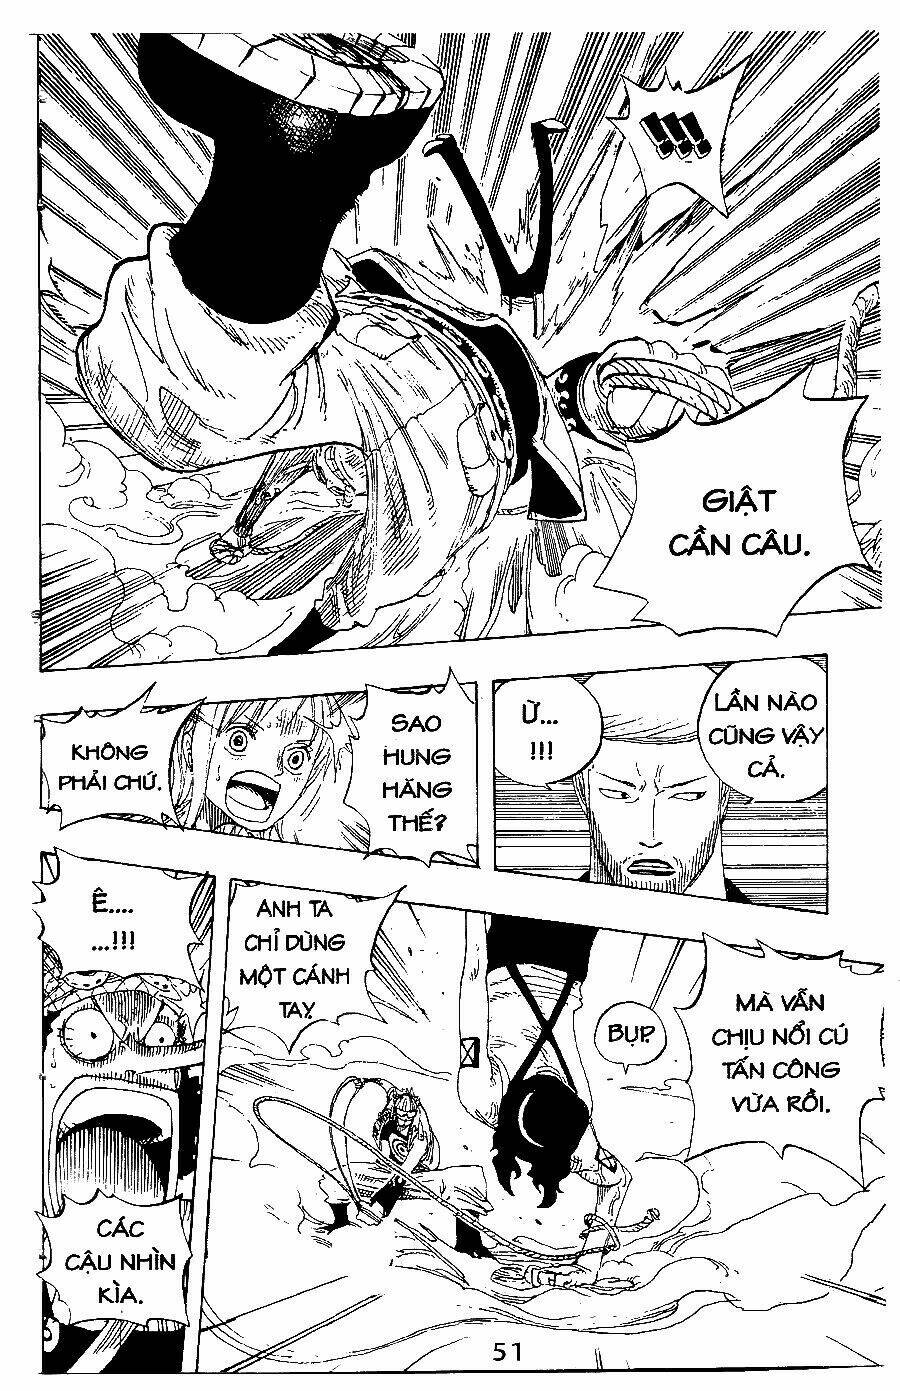 !!!!
GIẬT
CẦN CÂU.
KHÔNG
PHẢI CHỨ.
SAO
HUNG
HĂNG
THẾ?
Ừ...
!!!
LẦN NÀO
CŨNG VẬY
CẢ.
Ê....
...!!!
CÁC
CẬU NHÌN
KÌA.
ANH TA
CHỈ DÙNG
MỘT CÁNH
TAY.
BỤP.
MÀ VẪN
CHỊU NỔI CÚ
TẤN CÔNG
VỪA RỒI.
51